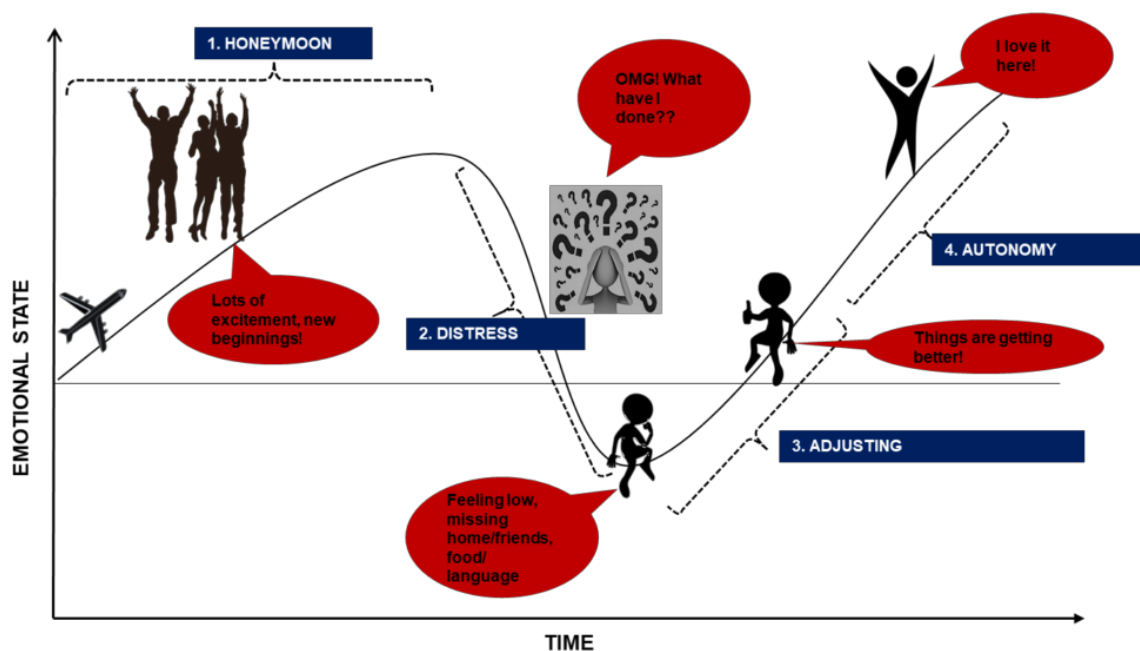 1. HONEYMOON
I love it
here!
OMG! What
have I
done??
4. AUTONOMY
Lots of
excitement, new
beginnings!
2. DISTRESS
Things are getting
better!
3. ADJUSTING
Feeling low,
missing
home/friends,
food/
language
EMOTIONAL STATE
TIME